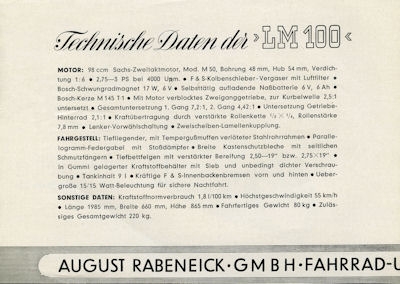 Technische Daten der »LM 100«
MOTOR: 98 ccm Sachs-Zweitaktmotor, Mod. M 50, Bohrung 48 mm, Hub 54 mm, Verdich-
tung 1:6 • 2,75—3 PS bei 4000 Upm. • F & S-Kolbenschieber-Vergaser mit Luftfilter •
Bosch-Schwungradmagnet 17 W, 6 V • Selbsttätig aufladende Naßbatterie 6 V, 6 Ah •
Bosch-Kerze M 145 T 1 • Mit Motor verblocktes Zweiganggetriebe, zur Kurbelwelle 2,5:1
untersetzt • Gesamtuntersetzung 1. Gang 7,2:1, 2. Gang 4,42:1 • Untersetzung Getriebe-
Hinterrad 2,1:1 • Kraftübertragung durch verstärkte Rollenkette ½ × ¼, Rollenstärke
7,8 mm • Lenker-Vorwählschaltung • Zweischeiben-Lamellenkupplung.
FAHRGESTELL: Tiefliegender, mit Temperguẞmuffen verlöteter Stahlrohrrahmen • Paralle-
logramm-Federgabel mit Stoßdämpfer • Breite Kastenschutzbleche mit seitlichen
Schmutzfängern • Tiefbettfelgen mit verstärkter Bereifung 2,50—19" bzw. 2,75×19" •
In Gummi gelagerter Kraftstoffbehälter mit Sieb und unbedingt dichter Verschrau-
bung • Tankinhalt 9 l • Kräftige F & S-Innenbackenbremsen vorn und hinten • Ueber-
große 15/15 Watt-Beleuchtung für sichere Nachtfahrt.
SONSTIGE DATEN: Kraftstoffnormverbrauch 1,8 l/100 km • Höchstgeschwindigkeit 55 km/h
• Länge 1985 mm, Breite 660 mm, Höhe 865 mm • Fahrfertiges Gewicht 80 kg • Zuläs-
siges Gesamtgewicht 220 kg.
AUGUST RABENEICK · GMBH · FAHRRAD-U